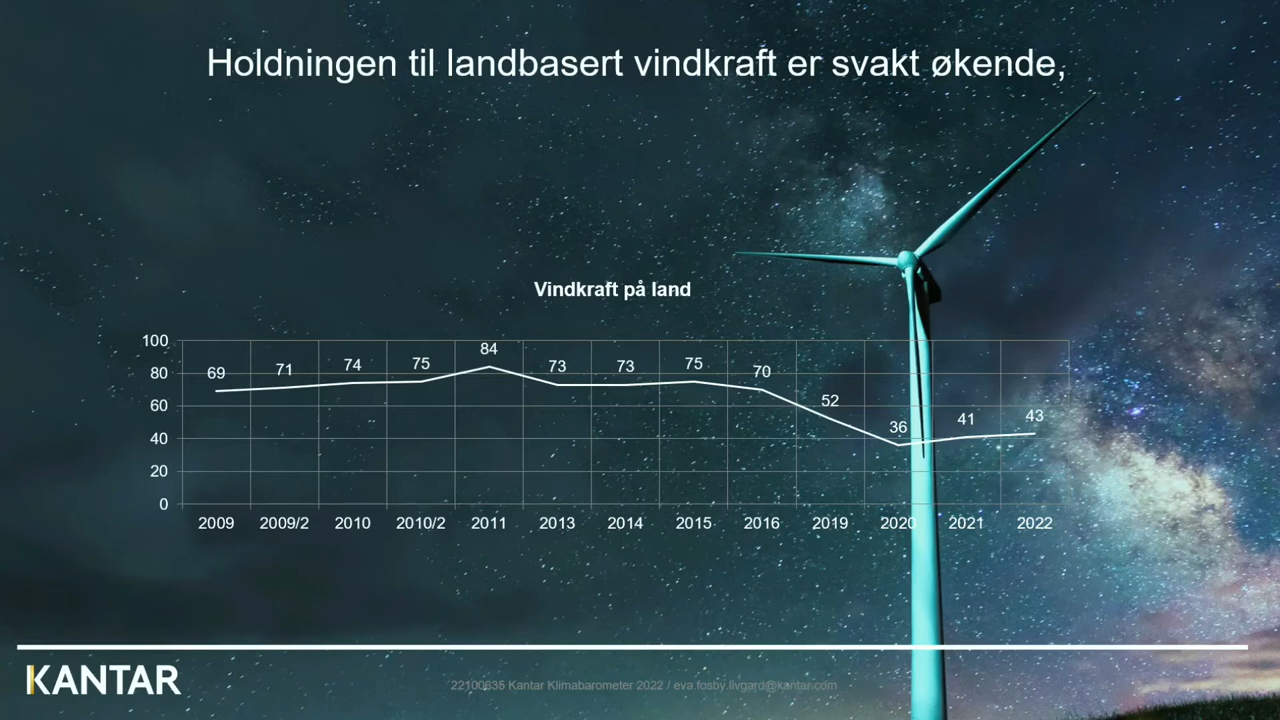 Holdningen til landbasert vindkraft er svakt økende,
Vindkraft på land
100
80
60
40
20
0
69 71 74 75 84 73 73 75 70 52 36 41 43
2009 2009/2 2010 2010/2 2011 2013 2014 2015 2016 2019 2020 2021 2022
KANTAR
22100635 Kantar Klimabarometer 2022 / eva.fosby.livgard@kantar.com